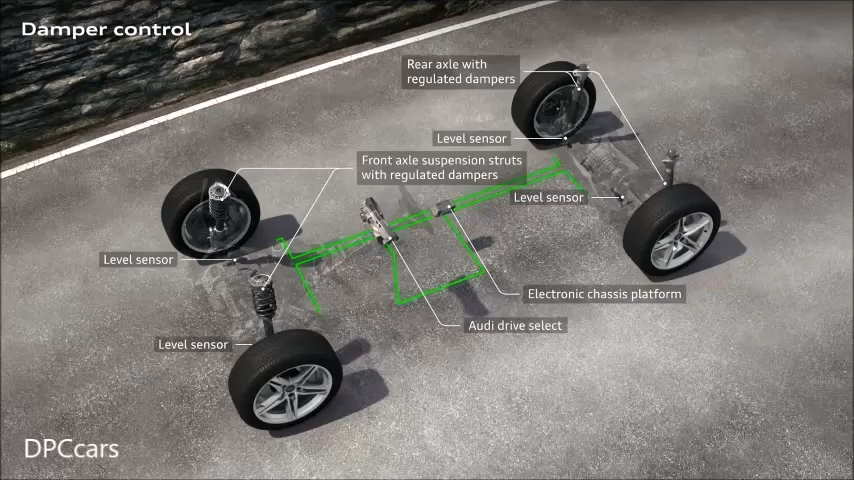 Damper control
Rear axle with
regulated dampers
Level sensor
Front axle suspension struts
with regulated dampers
Level sensor
Level sensor
Electronic chassis platform
Audi drive select
Level sensor
DPCcars